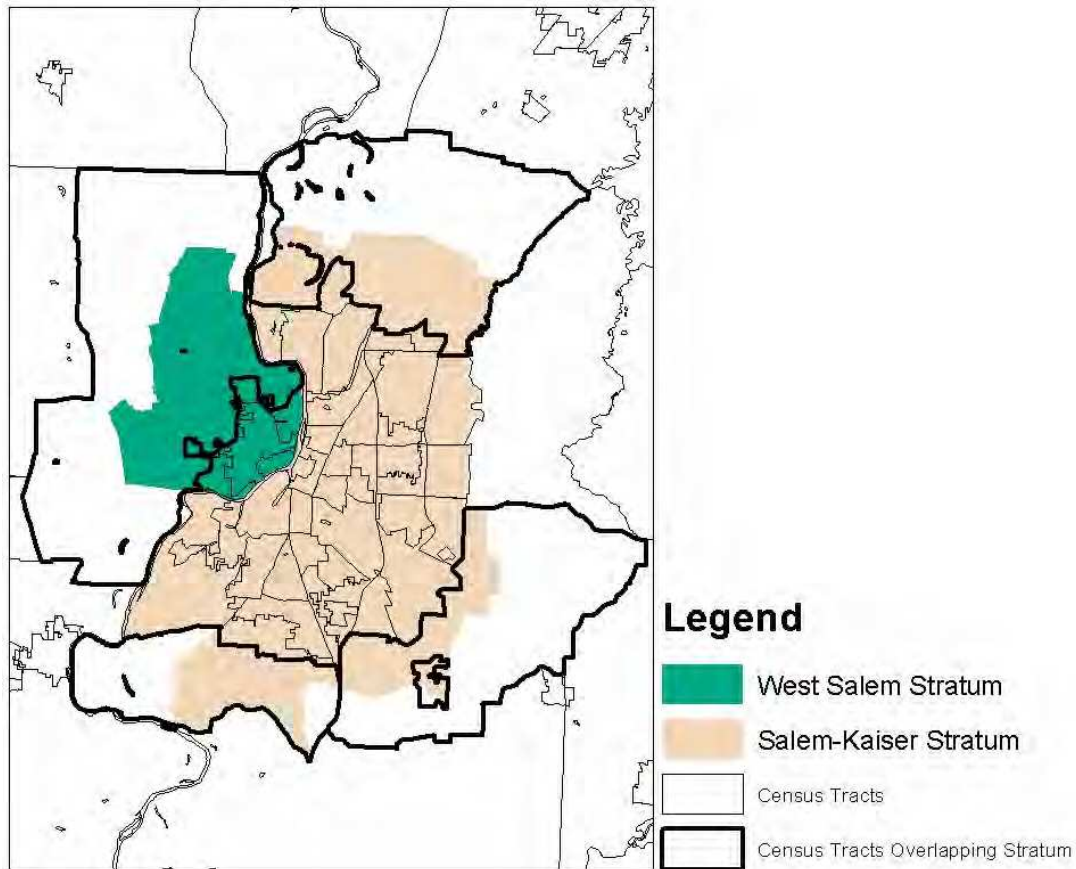 Legend
West Salem Stratum
Salem-Kaiser Stratum
Census Tracts
Census Tracts Overlapping Stratum